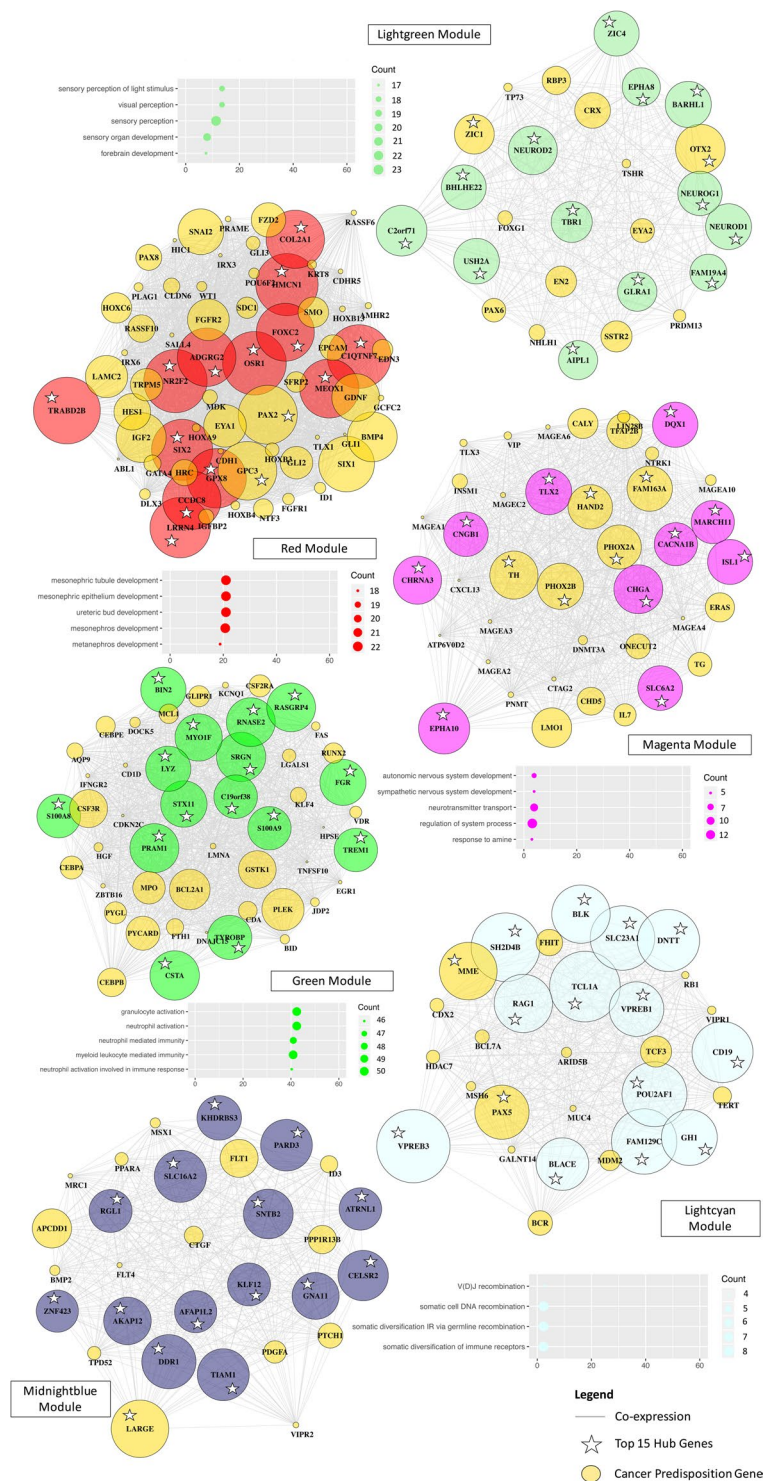 Lightgreen Module
sensory perception of light stimulus
visual perception
sensory perception
sensory organ development
forebrain development
0 20 40 60
Count
17
18
19
20
21
22
23
ZIC4
RBP3
EPHA8
TP73
CRX
BARHL1
ZIC1
NEUROD2
OTX2
TSHR
BHLHE22
NEUROG1
TBR1
C2orf71
FOXG1
EYA2
NEUROD1
USH2A
FAM19A4
EN2
GLRA1
PAX6
PRDM13
NHLH1
SSTR2
AIPL1
SNAI2
PRAME
FZD2
RASSF6
COL2A1
HIC1
GLI3
PAX8
IRX3
KRT8
POU6F2
HMCN1
CDHR5
PLAG1
CLDN6
WT1
SDC1
HOXC6
SMO
AMHR2
HOXB13
RASSF10
FGFR2
FOXC2
SALL4
EPCAM
C1QTNF7
EDN3
IRX6
ADGRG2
OSR1
LAMC2
TRPM5
NR2F2
SFRP2
MEOX1
GDNF
GCFC2
TRABD2B
HES1
MDK
PAX2
IGF2
HOXA9
EYA1
TLX1
GLI1
BMP4
SIX2
HOXB3
CDH1
GLI2
SIX1
ABL1
GATA4
HRC
GPX8
GPC3
ID1
DLX3
CCDC8
FGFR1
HOXB4
NTF3
LRRN4
IGFBP2
Red Module
mesonephric tubule development
mesonephric epithelium development
ureteric bud development
mesonephros development
metanephros development
0 20 40 60
Count
18
19
20
21
22
CALY
LIN28B
TFAP2B
DQX1
MAGEA6
VIP
TLX3
NTRK1
FAM163A
INSM1
TLX2
MAGEA10
MAGEC2
HAND2
MARCH11
MAGEA1
CNGB1
PHOX2A
CACNA1B
ISL1
CHRNA3
TH
PHOX2B
CHGA
CXCL13
ERAS
MAGEA3
MAGEA4
ATP6V0D2
DNMT3A
ONECUT2
MAGEA2
TG
CTAG2
SLC6A2
PNMT
CHD5
IL7
EPHA10
LMO1
Magenta Module
autonomic nervous system development
sympathetic nervous system development
neurotransmitter transport
regulation of system process
response to amine
0 20 40 60
Count
5
7
10
12
BIN2
GLIPR1
KCNQ1
CSF2RA
MCL1
RNASE2
RASGRP4
CEBPE
DOCK5
MYO1F
FAS
AQP9
SRGN
RUNX2
LYZ
LGALS1
IFNGR2
CD1D
FGR
C19orf38
KLF4
S100A8
CSF3R
STX11
VDR
CDKN2C
S100A9
HPSE
HGF
PRAM1
LMNA
TREM1
CEBPA
GSTK1
TNFSF10
ZBTB16
MPO
BCL2A1
EGR1
PYGL
PLEK
JDP2
CDA
PYCARD
FTH1
DNAJC15
TYROBP
BID
CEBPB
CSTA
Green Module
granulocyte activation
neutrophil activation
neutrophil mediated immunity
myeloid leukocyte mediated immunity
neutrophil activation involved in immune response
0 20 40 60
Count
46
47
48
49
50
BLK
SLC23A1
DNTT
SH2D4B
FHIT
MME
TCL1A
RB1
RAG1
VPREB1
CDX2
VIPR1
BCL7A
TCF3
CD19
HDAC7
ARID5B
MSH6
POU2AF1
TERT
PAX5
MUC4
VPREB3
FAM129C
GH1
GALNT14
BLACE
MDM2
BCR
Lightcyan
Module
V(D)J recombination
somatic cell DNA recombination
somatic diversification IR via germline recombination
somatic diversification of immune receptors
0 20 40 60
Count
4
5
6
7
8
KHDRBS3
MSX1
PARD3
FLT1
PPARA
SLC16A2
ID3
MRC1
RGL1
SNTB2
ATRNL1
APCDD1
CTGF
PPP1R13B
FLT4
BMP2
CELSR2
KLF12
GNA11
ZNF423
AFAP1L2
AKAP12
PTCH1
PDGFA
TPD52
DDR1
TIAM1
Midnightblue
Module
LARGE
VIPR2
Legend
Co-expression
Top 15 Hub Genes
Cancer Predisposition Gene